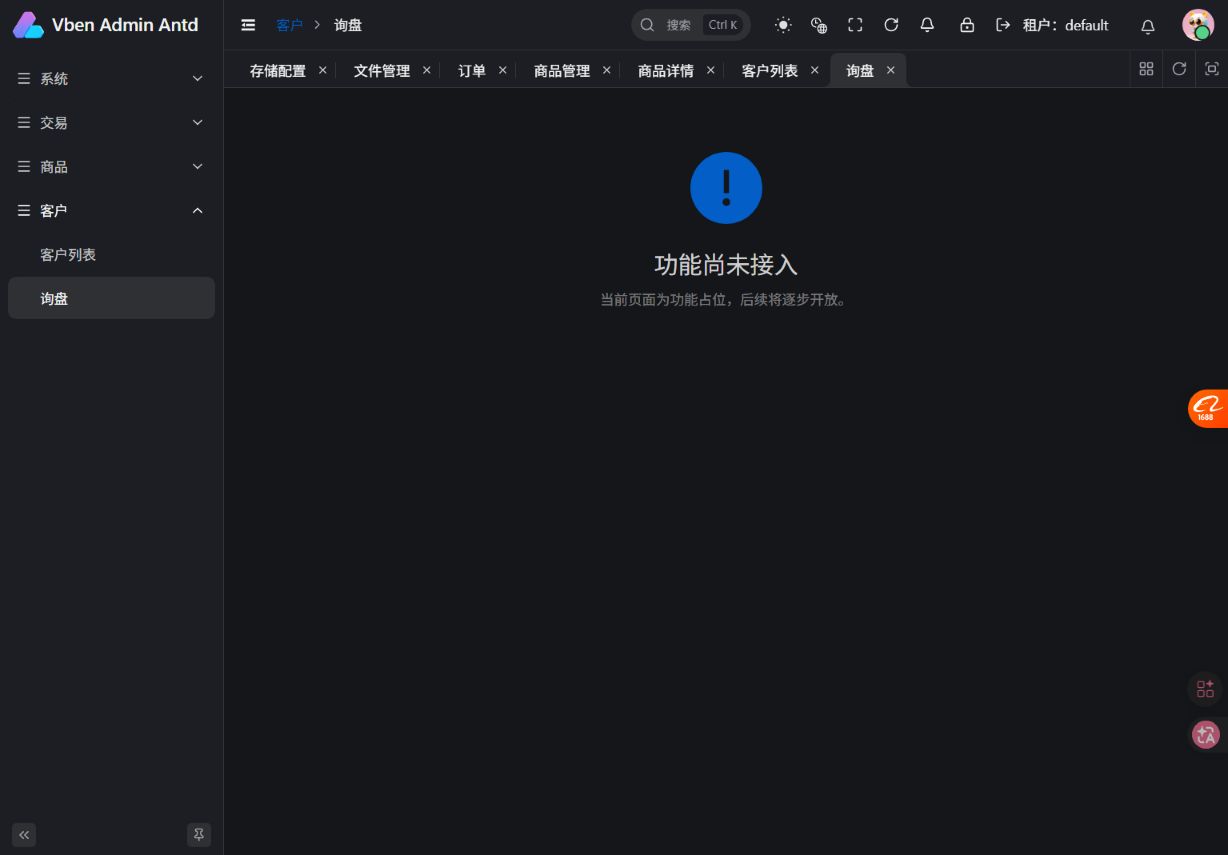 Vben Admin Antd
客户 > 询盘
搜索 Ctrl K
租户：default
系统
交易
商品
客户
客户列表
询盘
存储配置 × 文件管理 × 订单 × 商品管理 × 商品详情 × 客户列表 × 询盘 ×
功能尚未接入
当前页面为功能占位，后续将逐步开放。
1688